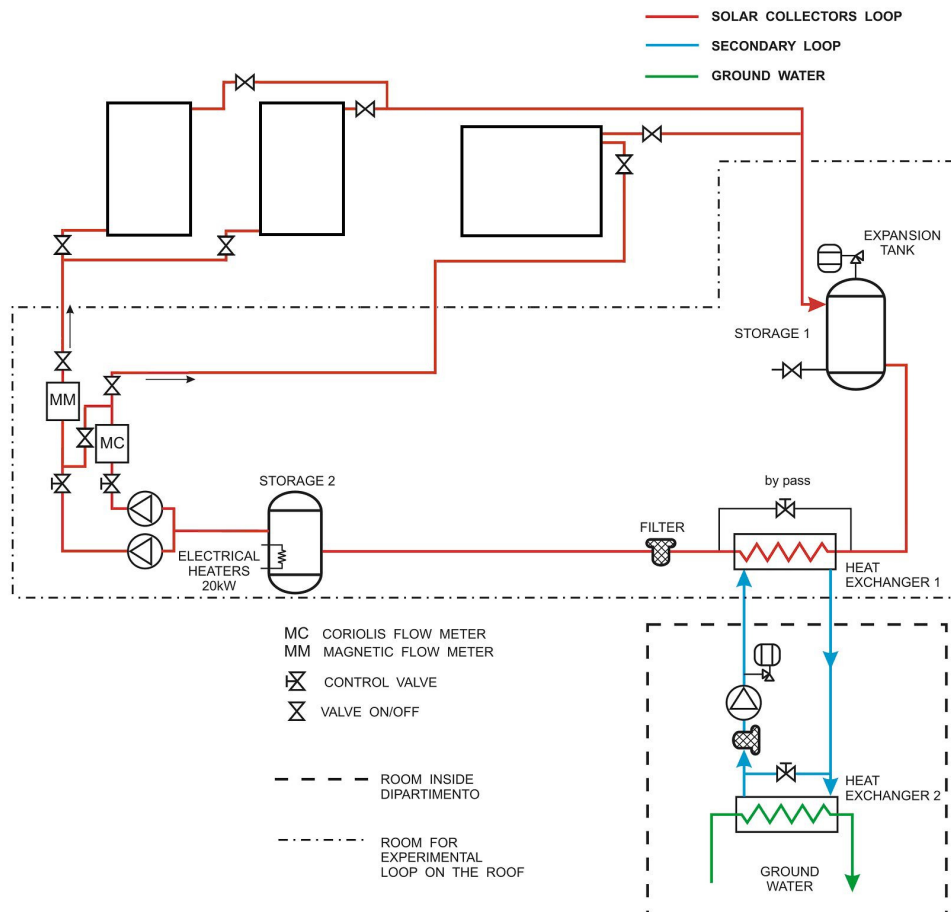 SOLAR COLLECTORS LOOP
SECONDARY LOOP
GROUND WATER
EXPANSION
TANK
STORAGE 1
MM
MC
STORAGE 2
by pass
FILTER
ELECTRICAL
HEATERS
20kW
HEAT
EXCHANGER 1
MC CORIOLIS FLOW METER
MM MAGNETIC FLOW METER
CONTROL VALVE
VALVE ON/OFF
ROOM INSIDE
DIPARTIMENTO
HEAT
EXCHANGER 2
ROOM FOR
EXPERIMENTAL
LOOP ON THE ROOF
GROUND
WATER